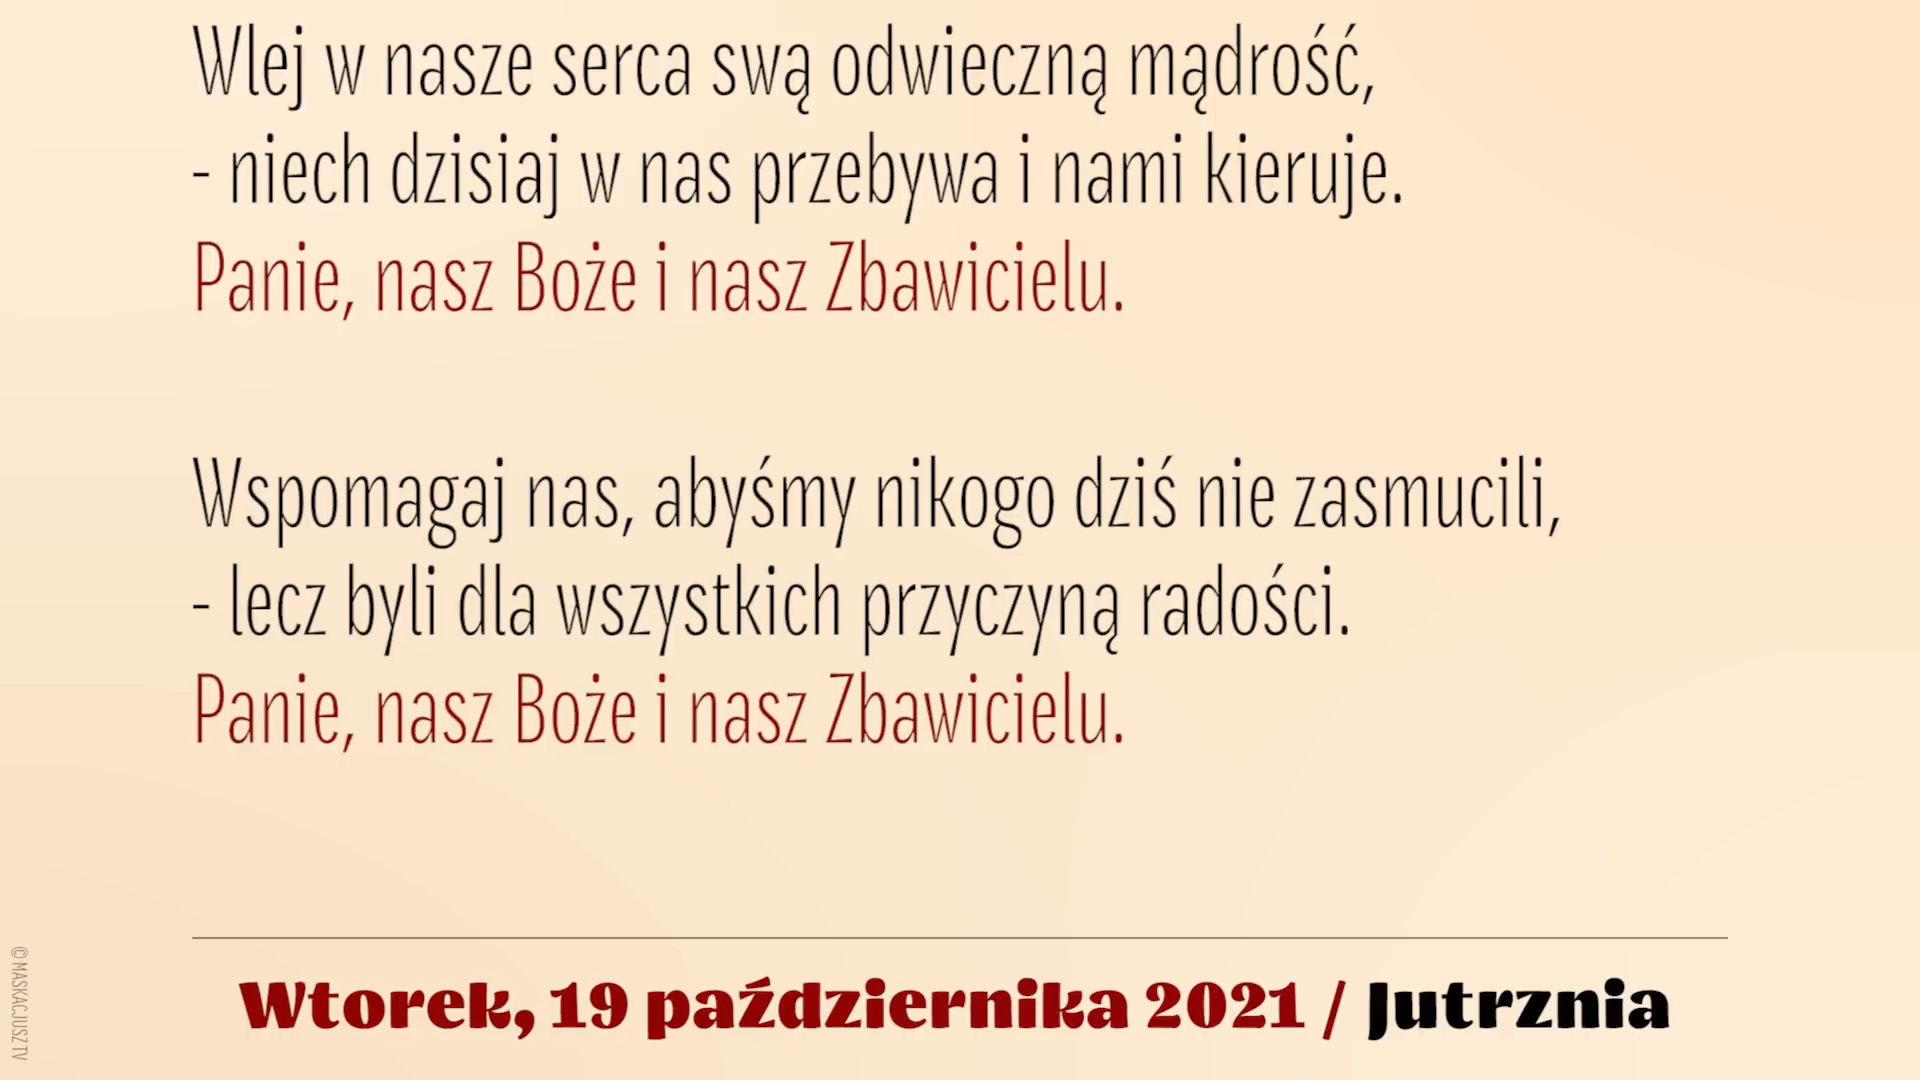 Wlej w nasze serca swą odwieczną mądrość,
- niech dzisiaj w nas przebywa i nami kieruje.
Panie, nasz Boże i nasz Zbawicielu.
Wspomagaj nas, abyśmy nikogo dziś nie zasmucili,
- lecz byli dla wszystkich przyczyną radości.
Panie, nasz Boże i nasz Zbawicielu.
Wtorek, 19 października 2021 / Jutrznia
© MASKACJUSZ TV